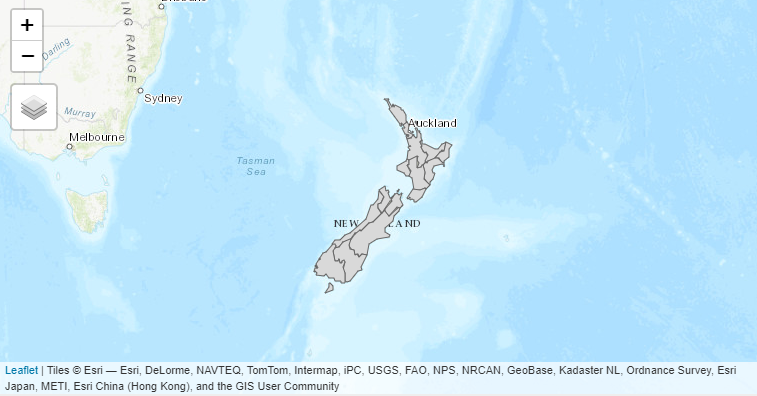 +
−
NG RANGE
Darling
Sydney
Murray
Melbourne
Tasman
Sea
Auckland
NEW
LAND
Leaflet | Tiles © Esri — Esri, DeLorme, NAVTEQ, TomTom, Intermap, iPC, USGS, FAO, NPS, NRCAN, GeoBase, Kadaster NL, Ordnance Survey, Esri
Japan, METI, Esri China (Hong Kong), and the GIS User Community